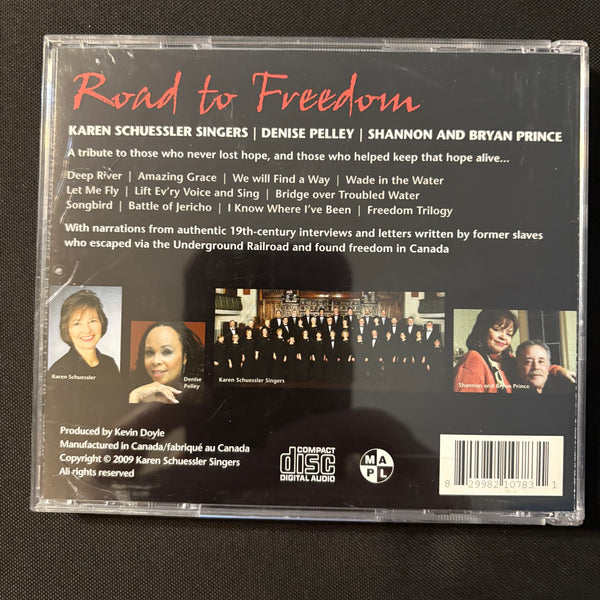 Road to Freedom
KAREN SCHUESSLER SINGERS | DENISE PELLEY | SHANNON AND BRYAN PRINCE
A tribute to those who never lost hope, and those who helped keep that hope alive...
Deep River | Amazing Grace | We will Find a Way | Wade in the Water
Let Me Fly | Lift Ev'ry Voice and Sing | Bridge over Troubled Water
Songbird | Battle of Jericho | I Know Where I've Been | Freedom Trilogy
With narrations from authentic 19th-century interviews and letters written by former slaves
who escaped via the Underground Railroad and found freedom in Canada
Karen Schuessler
Denise
Pelley
Karen Schuessler Singers
Shannon and Bryan Prince
Produced by Kevin Doyle
Manufactured in Canada/fabriqué au Canada
Copyright © 2009 Karen Schuessler Singers
All rights reserved
COMPACT
disc
DIGITAL AUDIO
M A
P L
8 29982 10783 1